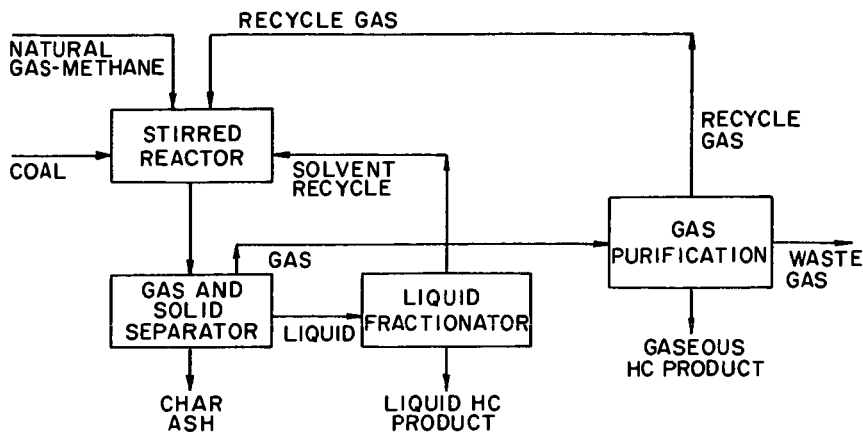 RECYCLE GAS
NATURAL
GAS-METHANE
STIRRED
REACTOR
COAL
SOLVENT
RECYCLE
RECYCLE
GAS
GAS
PURIFICATION
WASTE
GAS
GAS
GAS AND
SOLID
SEPARATOR
LIQUID
LIQUID
FRACTIONATOR
GASEOUS
HC PRODUCT
CHAR
ASH
LIQUID HC
PRODUCT